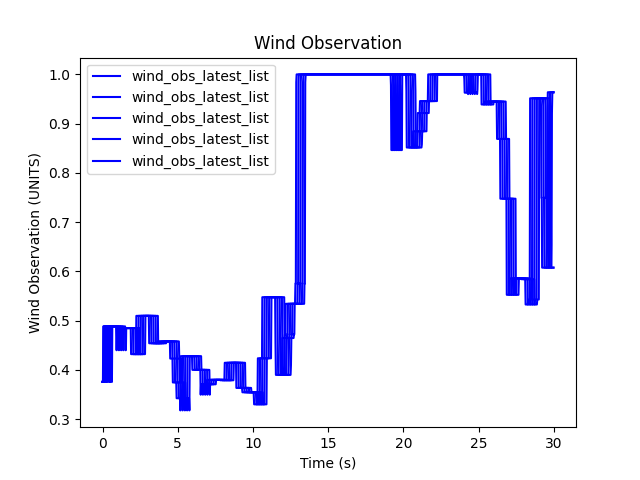 Wind Observation
wind_obs_latest_list
wind_obs_latest_list
wind_obs_latest_list
wind_obs_latest_list
wind_obs_latest_list
Wind Observation (UNITS)
1.0
0.9
0.8
0.7
0.6
0.5
0.4
0.3
0 5 10 15 20 25 30
Time (s)